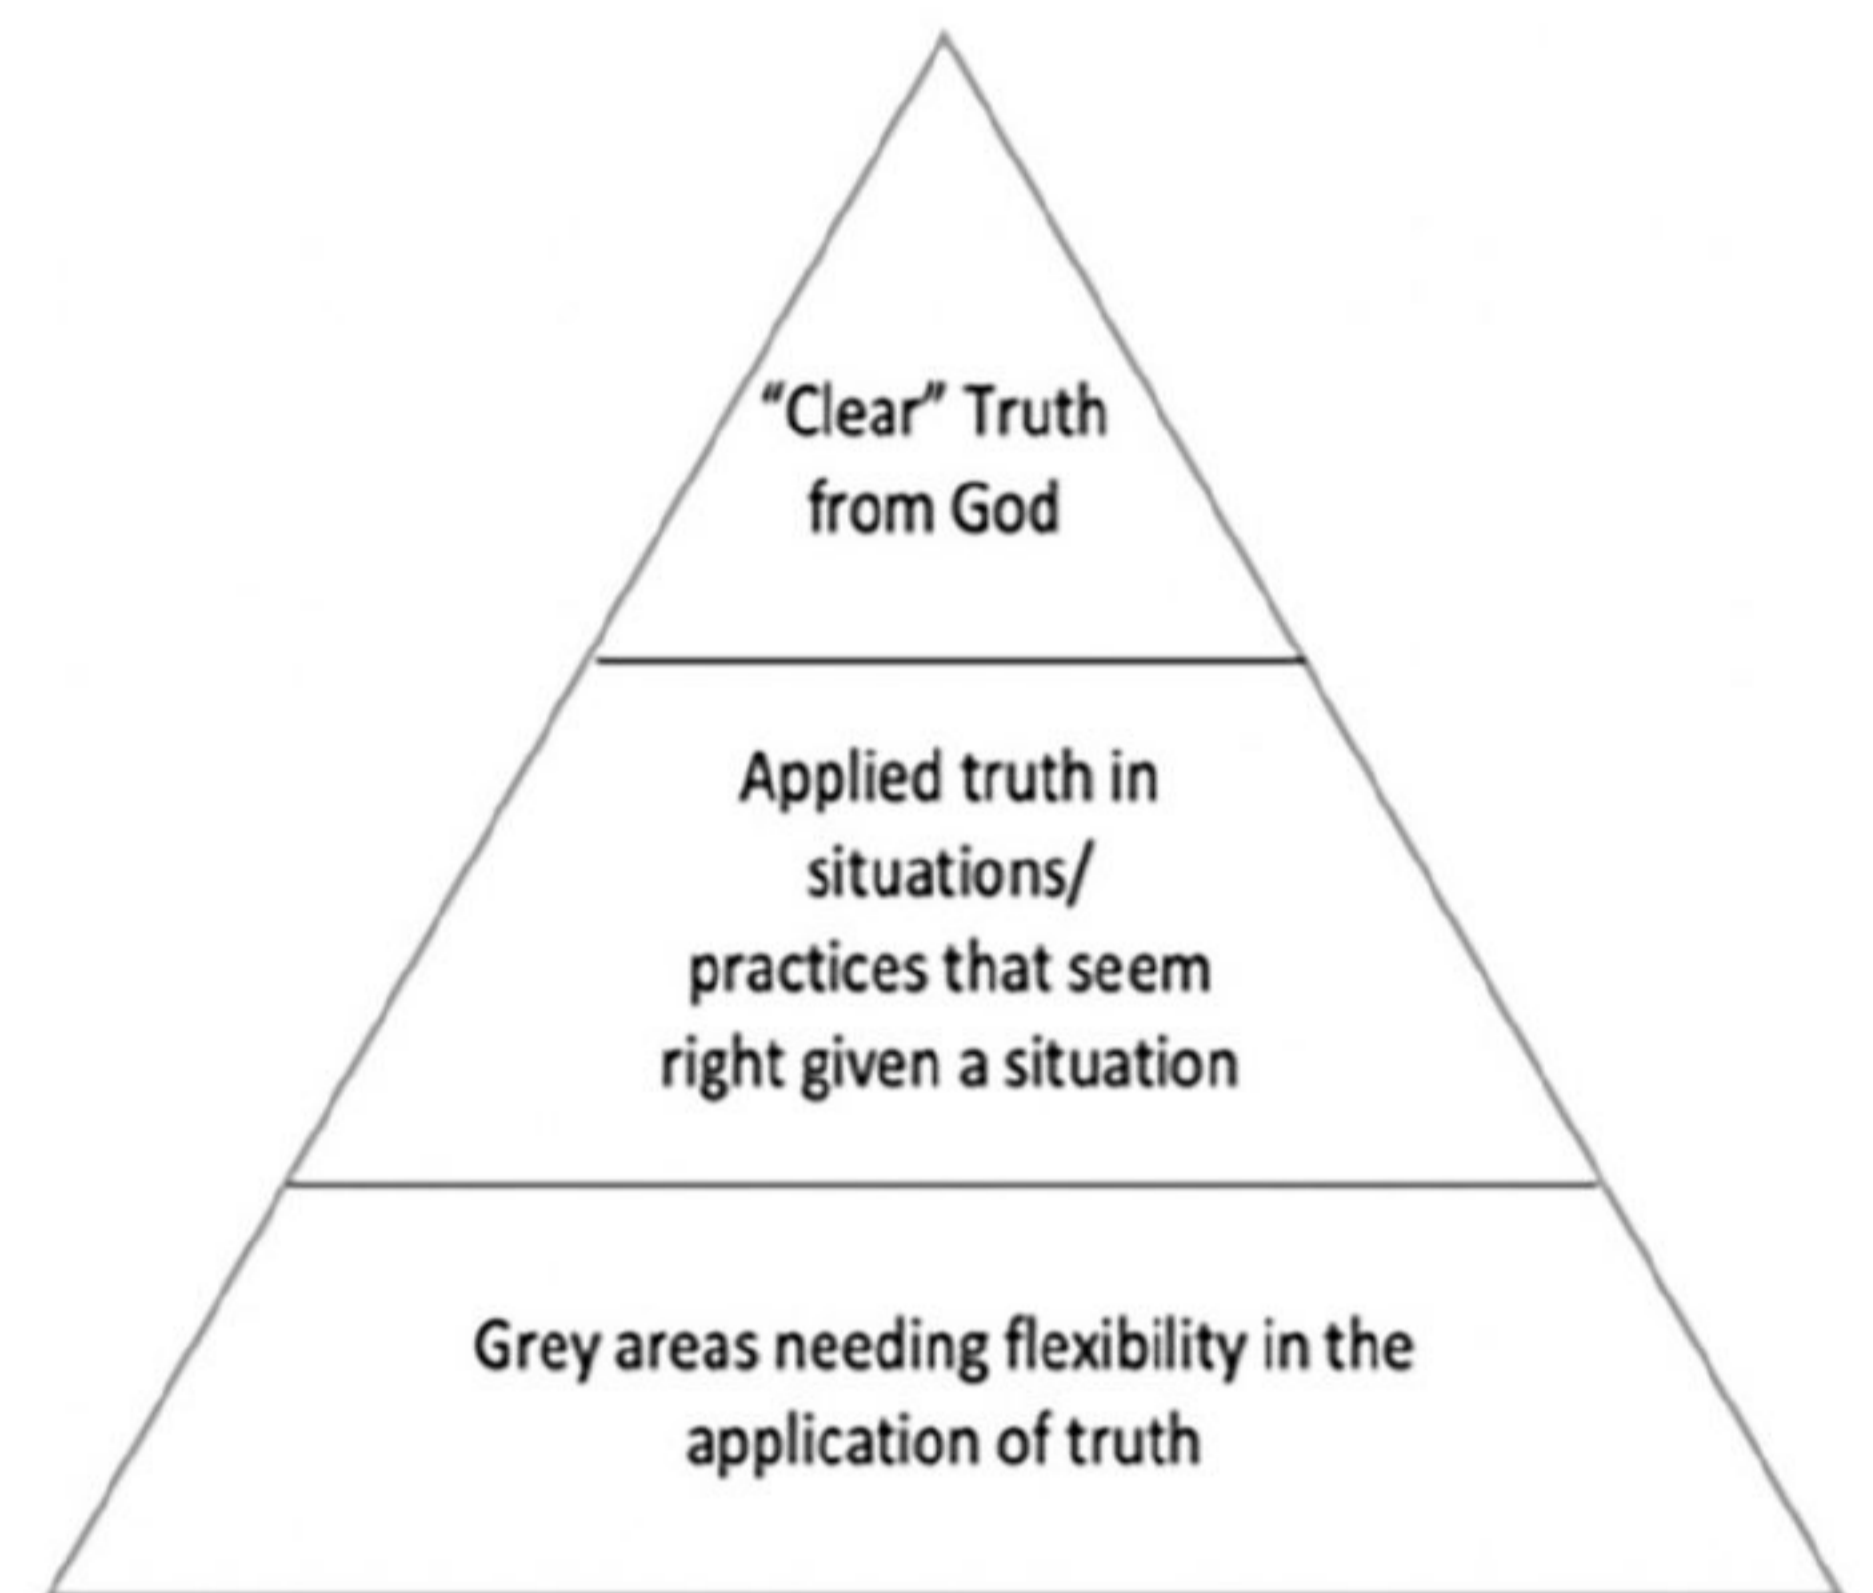 “Clear” Truth
from God
Applied truth in
situations/
practices that seem
right given a situation
Grey areas needing flexibility in the
application of truth